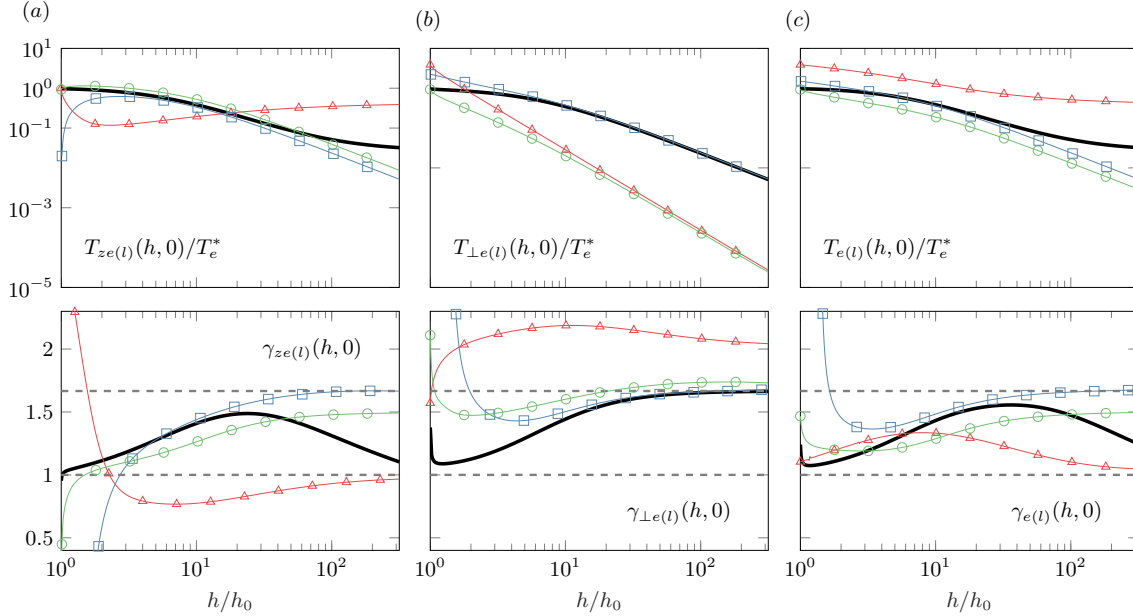 (a)
(b)
(c)
10^1
10^0
10^{-1}
10^{-3}
10^{-5}
T_{ze(l)}(h, 0)/T_e^*
T_{⊥e(l)}(h, 0)/T_e^*
T_{e(l)}(h, 0)/T_e^*
2
1.5
1
0.5
γ_{ze(l)}(h, 0)
γ_{⊥e(l)}(h, 0)
γ_{e(l)}(h, 0)
10^0 10^1 10^2
10^0 10^1 10^2
10^0 10^1 10^2
h/h_0
h/h_0
h/h_0